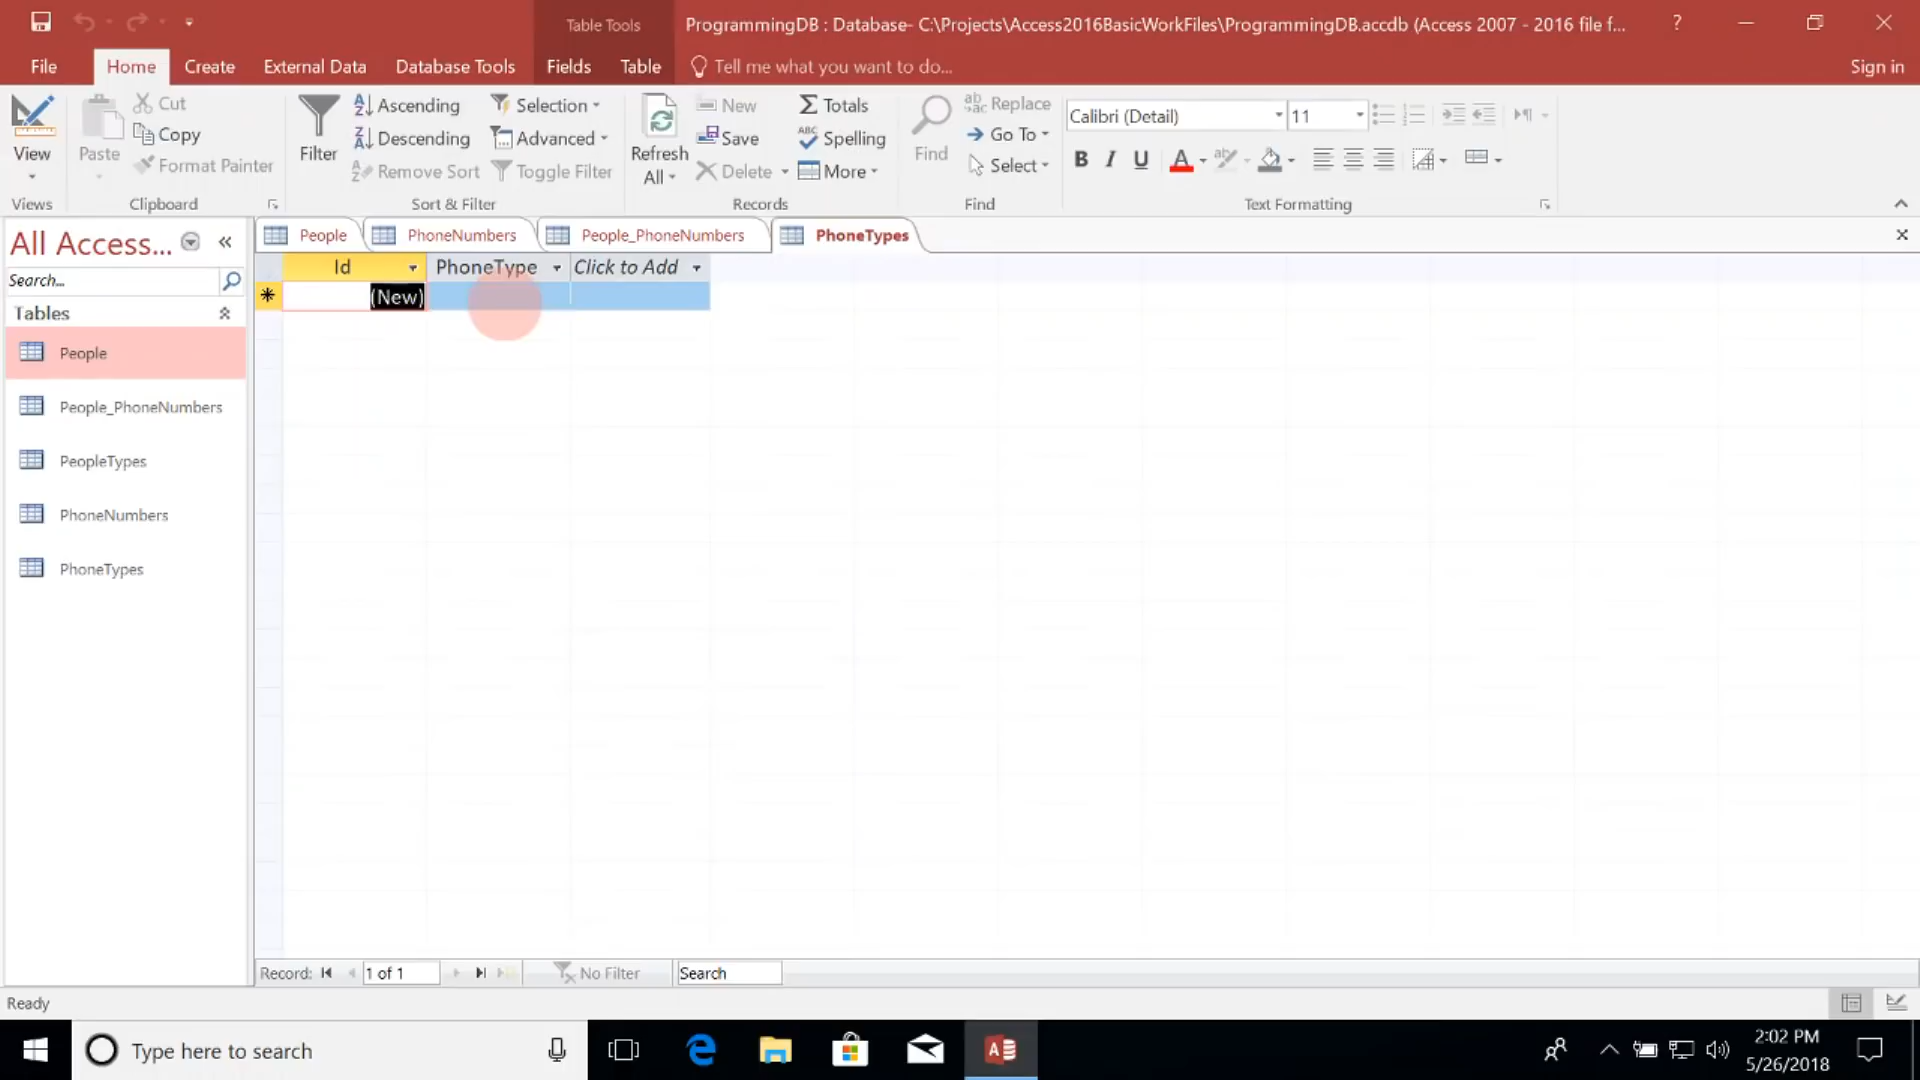 Table Tools
ProgrammingDB : Database- C:\Projects\Access2016BasicWorkFiles\ProgrammingDB.accdb (Access 2007 - 2016 file f...
?
File
Home
Create
External Data
Database Tools
Fields
Table
Tell me what you want to do...
Sign in
View
Views
Paste
Cut
Copy
Format Painter
Clipboard
Filter
Ascending
Descending
Remove Sort
Selection
Advanced
Toggle Filter
Sort & Filter
Refresh
All
New
Save
Delete
Totals
Spelling
More
Records
Find
Replace
Go To
Select
Find
Calibri (Detail)
11
B I U A
Text Formatting
All Access...
Search...
Tables
People
People_PhoneNumbers
PeopleTypes
PhoneNumbers
PhoneTypes
People
PhoneNumbers
People_PhoneNumbers
PhoneTypes
Id
PhoneType
Click to Add
(New)
Record:
1 of 1
No Filter
Search
Ready
Type here to search
2:02 PM
5/26/2018